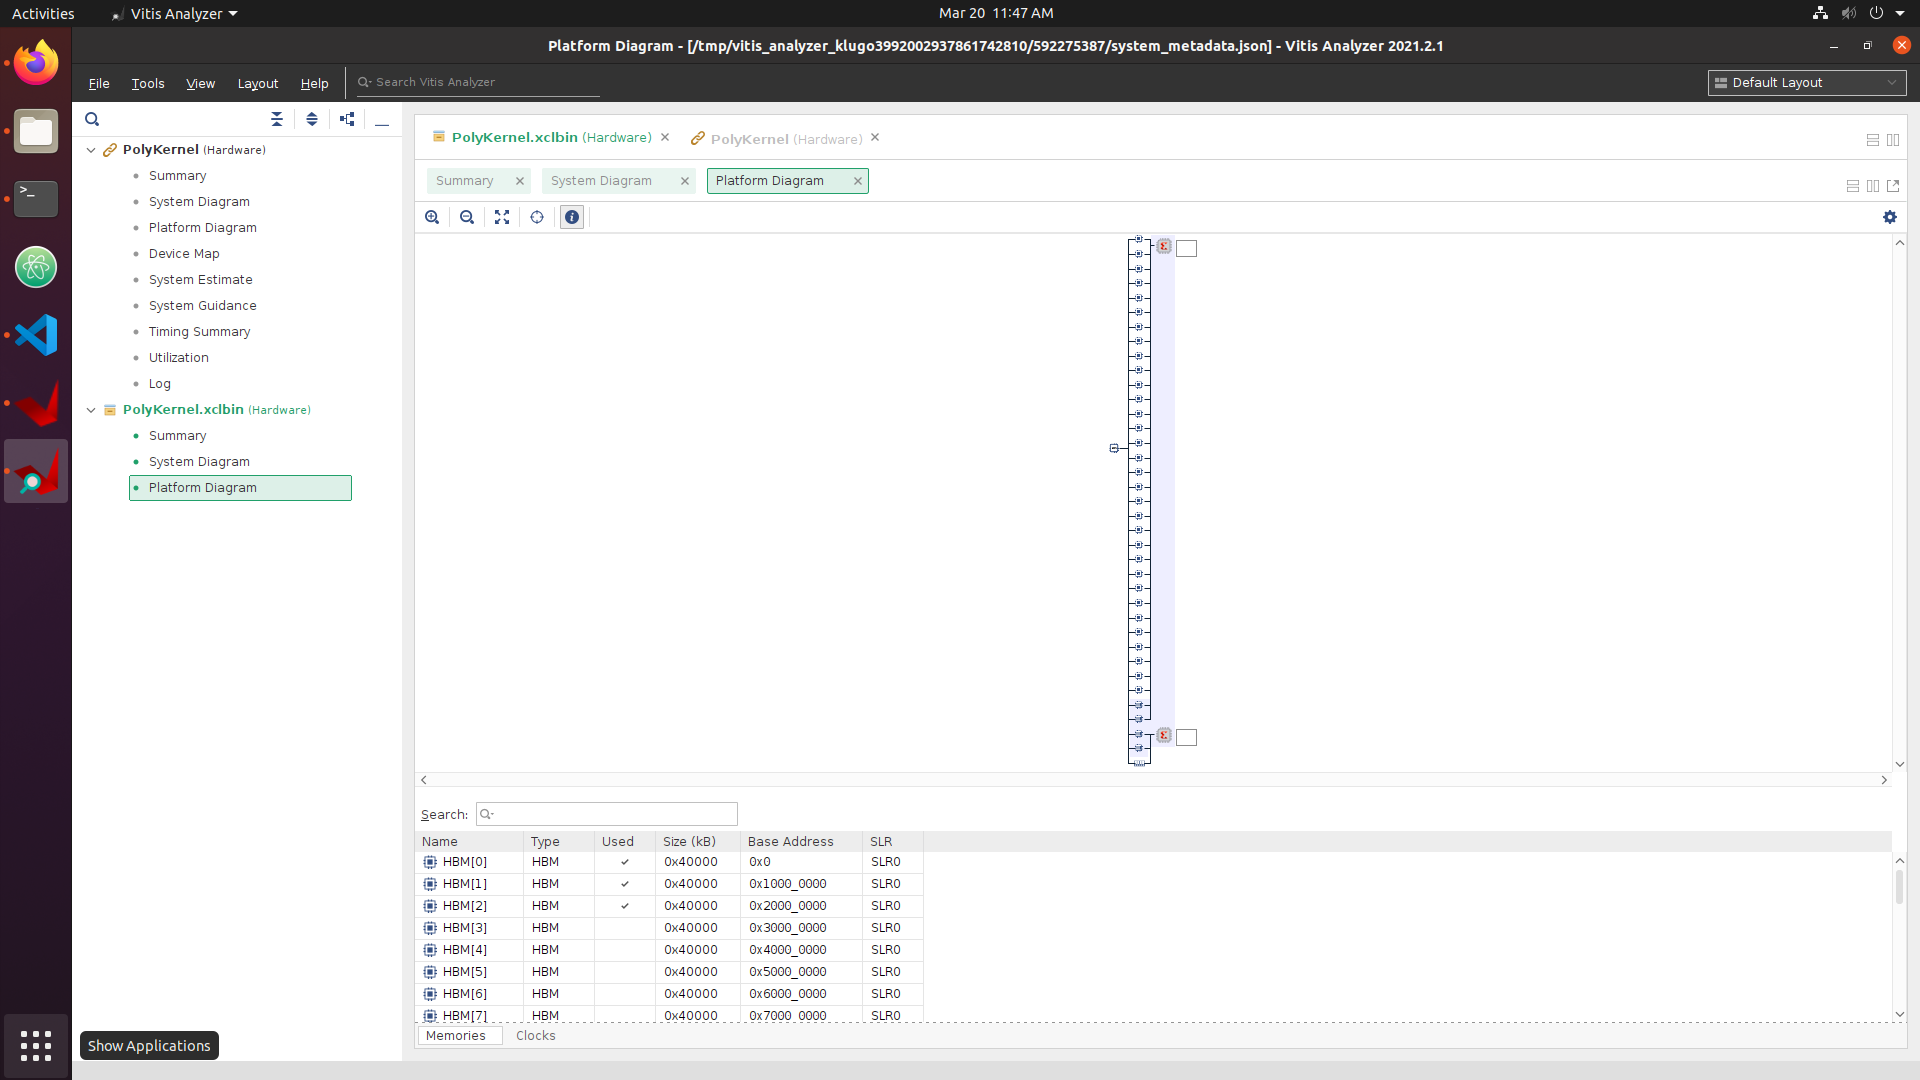 Activities
Vitis Analyzer
Mar 20 11:47 AM
Platform Diagram - [/tmp/vitis_analyzer_klugo3992002937861742810/592275387/system_metadata.json] - Vitis Analyzer 2021.2.1
File Tools View Layout Help
Search Vitis Analyzer
Default Layout
PolyKernel (Hardware)
Summary
System Diagram
Platform Diagram
Device Map
System Estimate
System Guidance
Timing Summary
Utilization
Log
PolyKernel.xclbin (Hardware)
Summary
System Diagram
Platform Diagram
Show Applications
PolyKernel.xclbin (Hardware)
PolyKernel (Hardware)
Summary
System Diagram
Platform Diagram
Search:
Name Type Used Size (kB) Base Address SLR
HBM[0] HBM ✓ 0x40000 0x0 SLR0
HBM[1] HBM ✓ 0x40000 0x1000_0000 SLR0
HBM[2] HBM ✓ 0x40000 0x2000_0000 SLR0
HBM[3] HBM 0x40000 0x3000_0000 SLR0
HBM[4] HBM 0x40000 0x4000_0000 SLR0
HBM[5] HBM 0x40000 0x5000_0000 SLR0
HBM[6] HBM 0x40000 0x6000_0000 SLR0
HBM[7] HBM 0x40000 0x7000_0000 SLR0
Memories
Clocks